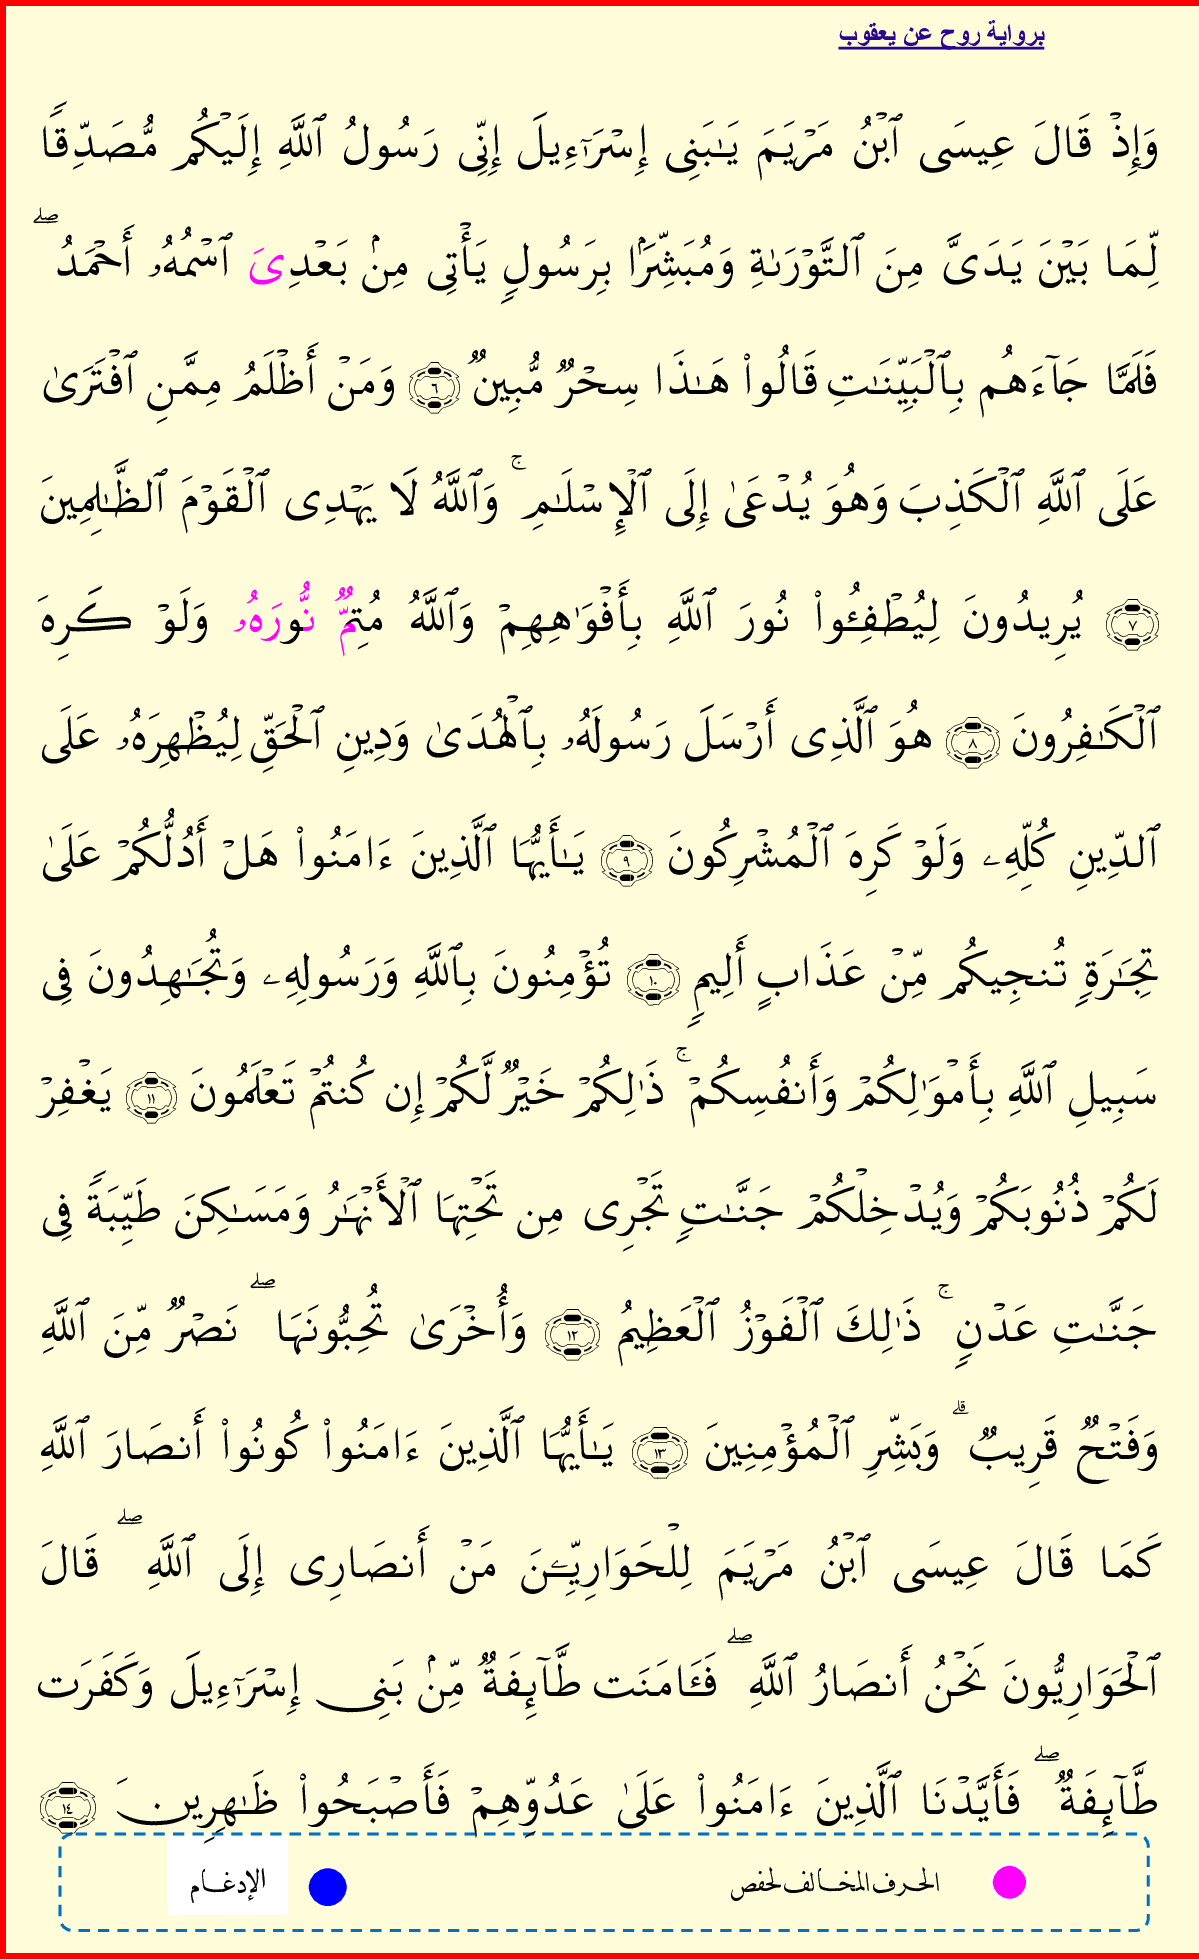 برواية روح عن يعقوب
وَإِذْ قَالَ عِيسَى ٱبْنُ مَرْيَمَ يَـٰبَنِى إِسْرَٰٓءِيلَ إِنِّى رَسُولُ ٱللَّهِ إِلَيْكُم مُّصَدِّقًا
لِّمَا بَيْنَ يَدَىَّ مِنَ ٱلتَّوْرَىٰةِ وَمُبَشِّرًۢا بِرَسُولٍ يَأْتِى مِنۢ بَعْدِىَ ٱسْمُهُۥ أَحْمَدُ ۖ
فَلَمَّا جَآءَهُم بِٱلْبَيِّنَـٰتِ قَالُوا۟ هَـٰذَا سِحْرٌ مُّبِينٌ ٦ وَمَنْ أَظْلَمُ مِمَّنِ ٱفْتَرَىٰ
عَلَى ٱللَّهِ ٱلْكَذِبَ وَهُوَ يُدْعَىٰٓ إِلَى ٱلْإِسْلَـٰمِ ۚ وَٱللَّهُ لَا يَهْدِى ٱلْقَوْمَ ٱلظَّـٰلِمِينَ
٧ يُرِيدُونَ لِيُطْفِـُٔوا۟ نُورَ ٱللَّهِ بِأَفْوَٰهِهِمْ وَٱللَّهُ مُتِمٌّ نُّورَهُۥ وَلَوْ كَرِهَ
ٱلْكَـٰفِرُونَ ٨ هُوَ ٱلَّذِى أَرْسَلَ رَسُولَهُۥ بِٱلْهُدَىٰ وَدِينِ ٱلْحَقِّ لِيُظْهِرَهُۥ عَلَى
ٱلدِّينِ كُلِّهِۦ وَلَوْ كَرِهَ ٱلْمُشْرِكُونَ ٩ يَـٰأَيُّهَا ٱلَّذِينَ ءَامَنُوا۟ هَلْ أَدُلُّكُمْ عَلَىٰ
تِجَـٰرَةٍ تُنجِيكُم مِّنْ عَذَابٍ أَلِيمٍ ١٠ تُؤْمِنُونَ بِٱللَّهِ وَرَسُولِهِۦ وَتُجَـٰهِدُونَ فِى
سَبِيلِ ٱللَّهِ بِأَمْوَٰلِكُمْ وَأَنفُسِكُمْ ۚ ذَٰلِكُمْ خَيْرٌ لَّكُمْ إِن كُنتُمْ تَعْلَمُونَ ١١ يَغْفِرْ
لَكُمْ ذُنُوبَكُمْ وَيُدْخِلْكُمْ جَنَّـٰتٍ تَجْرِى مِن تَحْتِهَا ٱلْأَنْهَـٰرُ وَمَسَـٰكِنَ طَيِّبَةً فِى
جَنَّـٰتِ عَدْنٍ ۚ ذَٰلِكَ ٱلْفَوْزُ ٱلْعَظِيمُ ١٢ وَأُخْرَىٰ تُحِبُّونَهَا ۖ نَصْرٌ مِّنَ ٱللَّهِ
وَفَتْحٌ قَرِيبٌ ۗ وَبَشِّرِ ٱلْمُؤْمِنِينَ ١٣ يَـٰأَيُّهَا ٱلَّذِينَ ءَامَنُوا۟ كُونُوا۟ أَنصَارَ ٱللَّهِ
كَمَا قَالَ عِيسَى ٱبْنُ مَرْيَمَ لِلْحَوَارِيِّـۧنَ مَنْ أَنصَارِى إِلَى ٱللَّهِ ۖ قَالَ
ٱلْحَوَارِيُّونَ نَحْنُ أَنصَارُ ٱللَّهِ ۖ فَـَٔامَنَت طَّآئِفَةٌ مِّنۢ بَنِى إِسْرَٰٓءِيلَ وَكَفَرَت
طَّآئِفَةٌ ۖ فَأَيَّدْنَا ٱلَّذِينَ ءَامَنُوا۟ عَلَىٰ عَدُوِّهِمْ فَأَصْبَحُوا۟ ظَـٰهِرِينَ ١٤
الحرف المخالف لحفص الإدغام